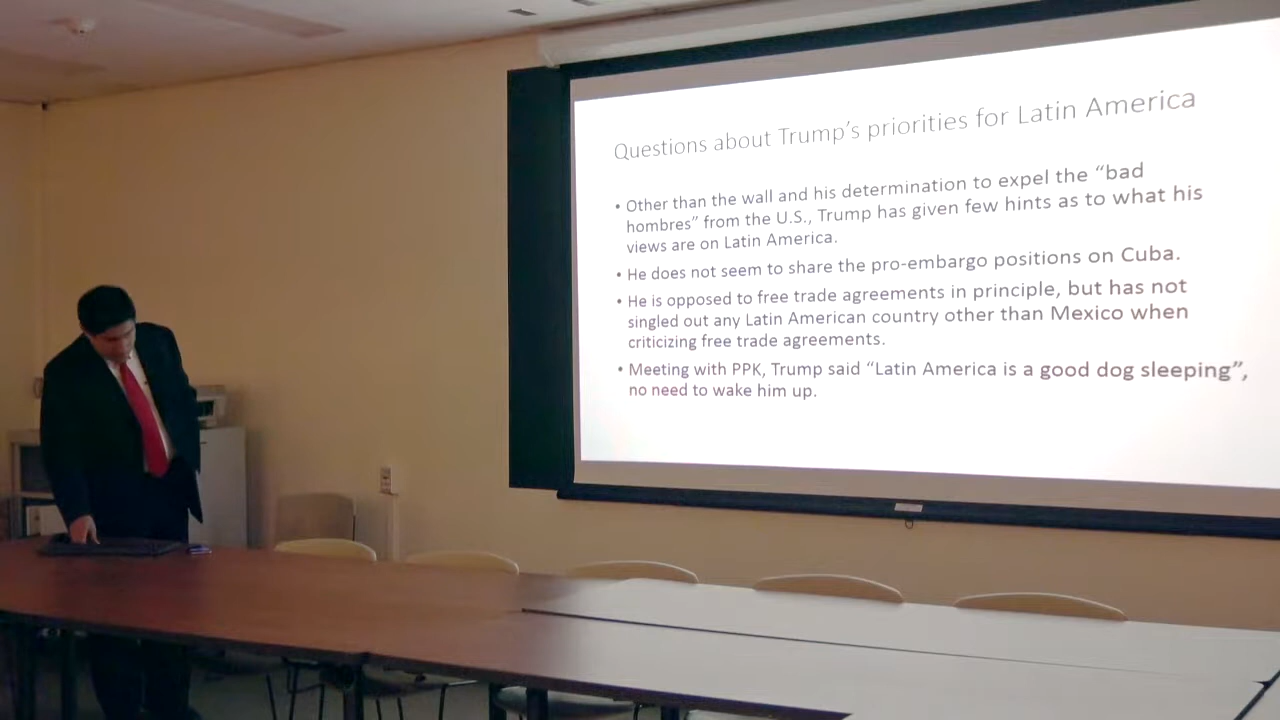 Questions about Trump’s priorities for Latin America
• Other than the wall and his determination to expel the “bad
hombres” from the U.S., Trump has given few hints as to what his
views are on Latin America.
• He does not seem to share the pro-embargo positions on Cuba.
• He is opposed to free trade agreements in principle, but has not
singled out any Latin American country other than Mexico when
criticizing free trade agreements.
• Meeting with PPK, Trump said “Latin America is a good dog sleeping”,
no need to wake him up.